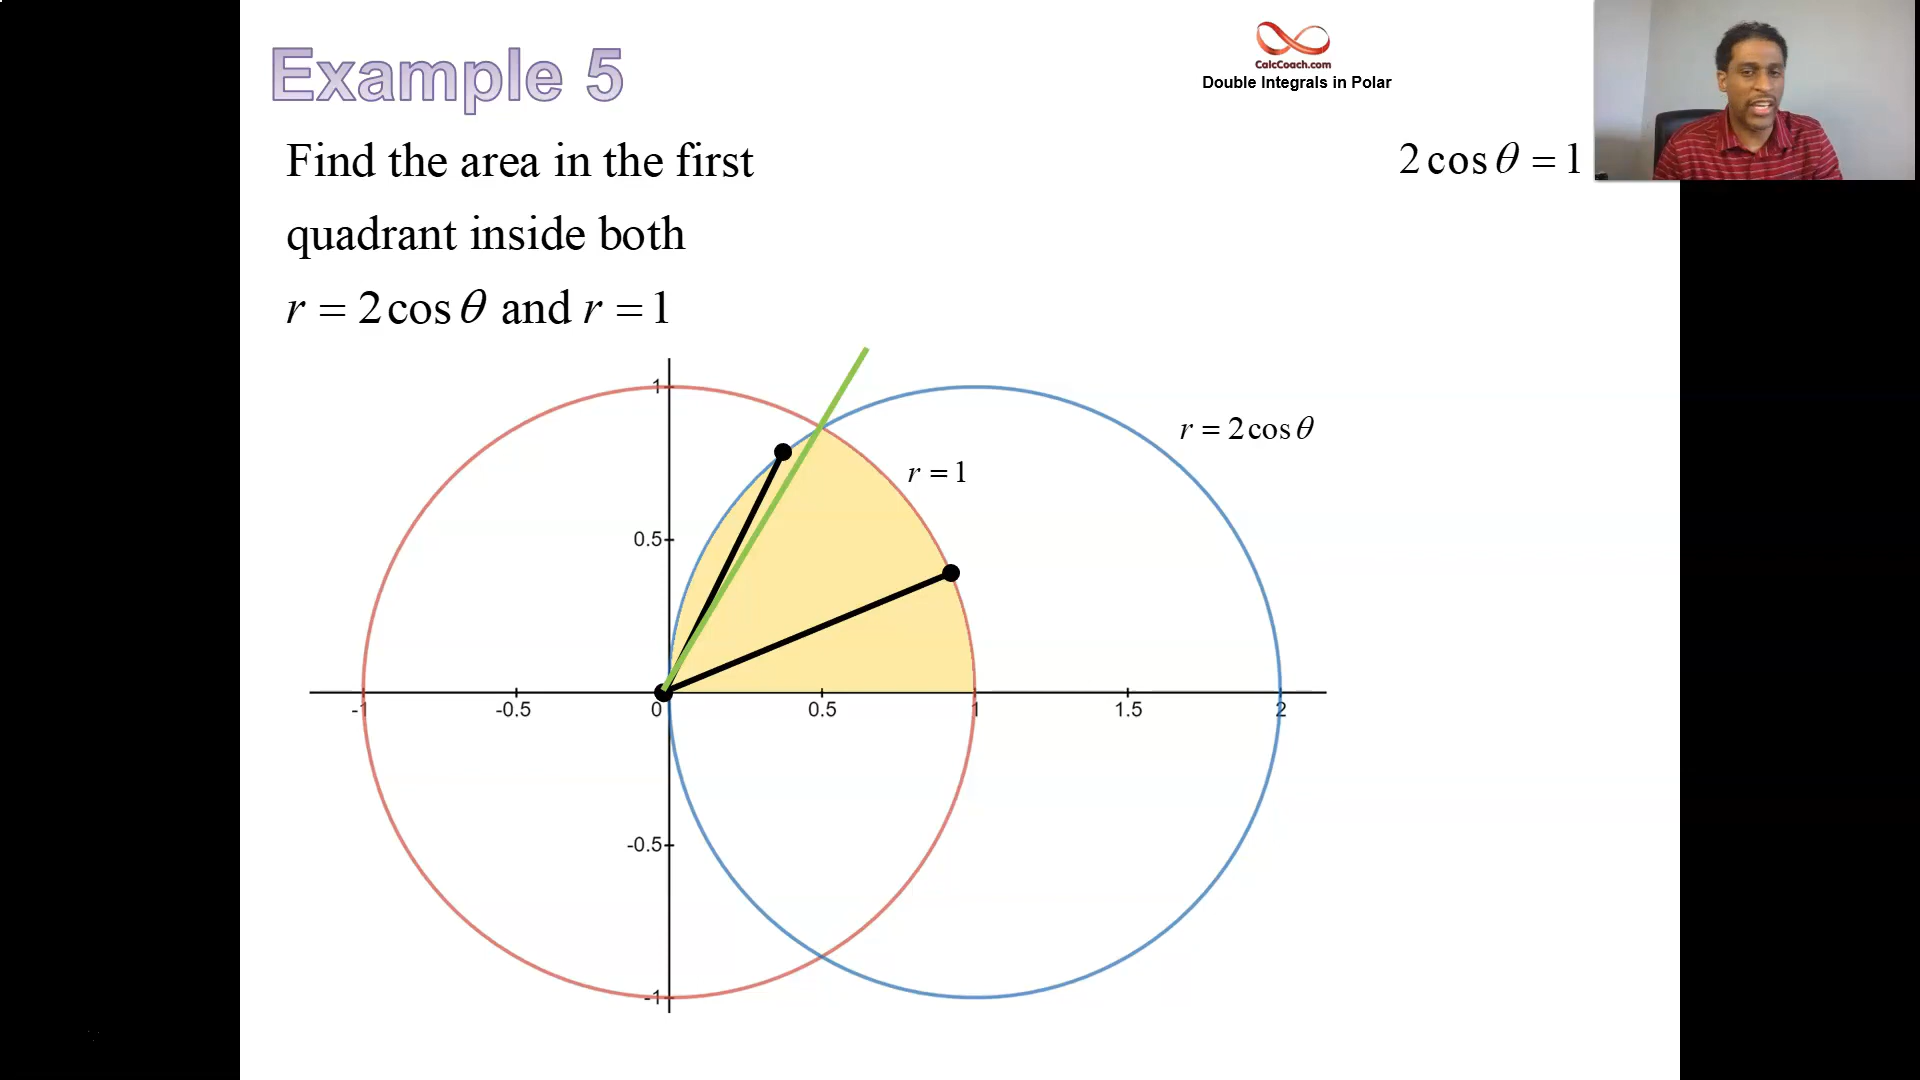 Example 5
CalcCoach.com
Double Integrals in Polar
Find the area in the first
quadrant inside both
r = 2 cos θ and r = 1
2 cos θ = 1
r = 2 cos θ
r = 1
1
0.5
-0.5
-1
-1
-0.5
0
0.5
1
1.5
2